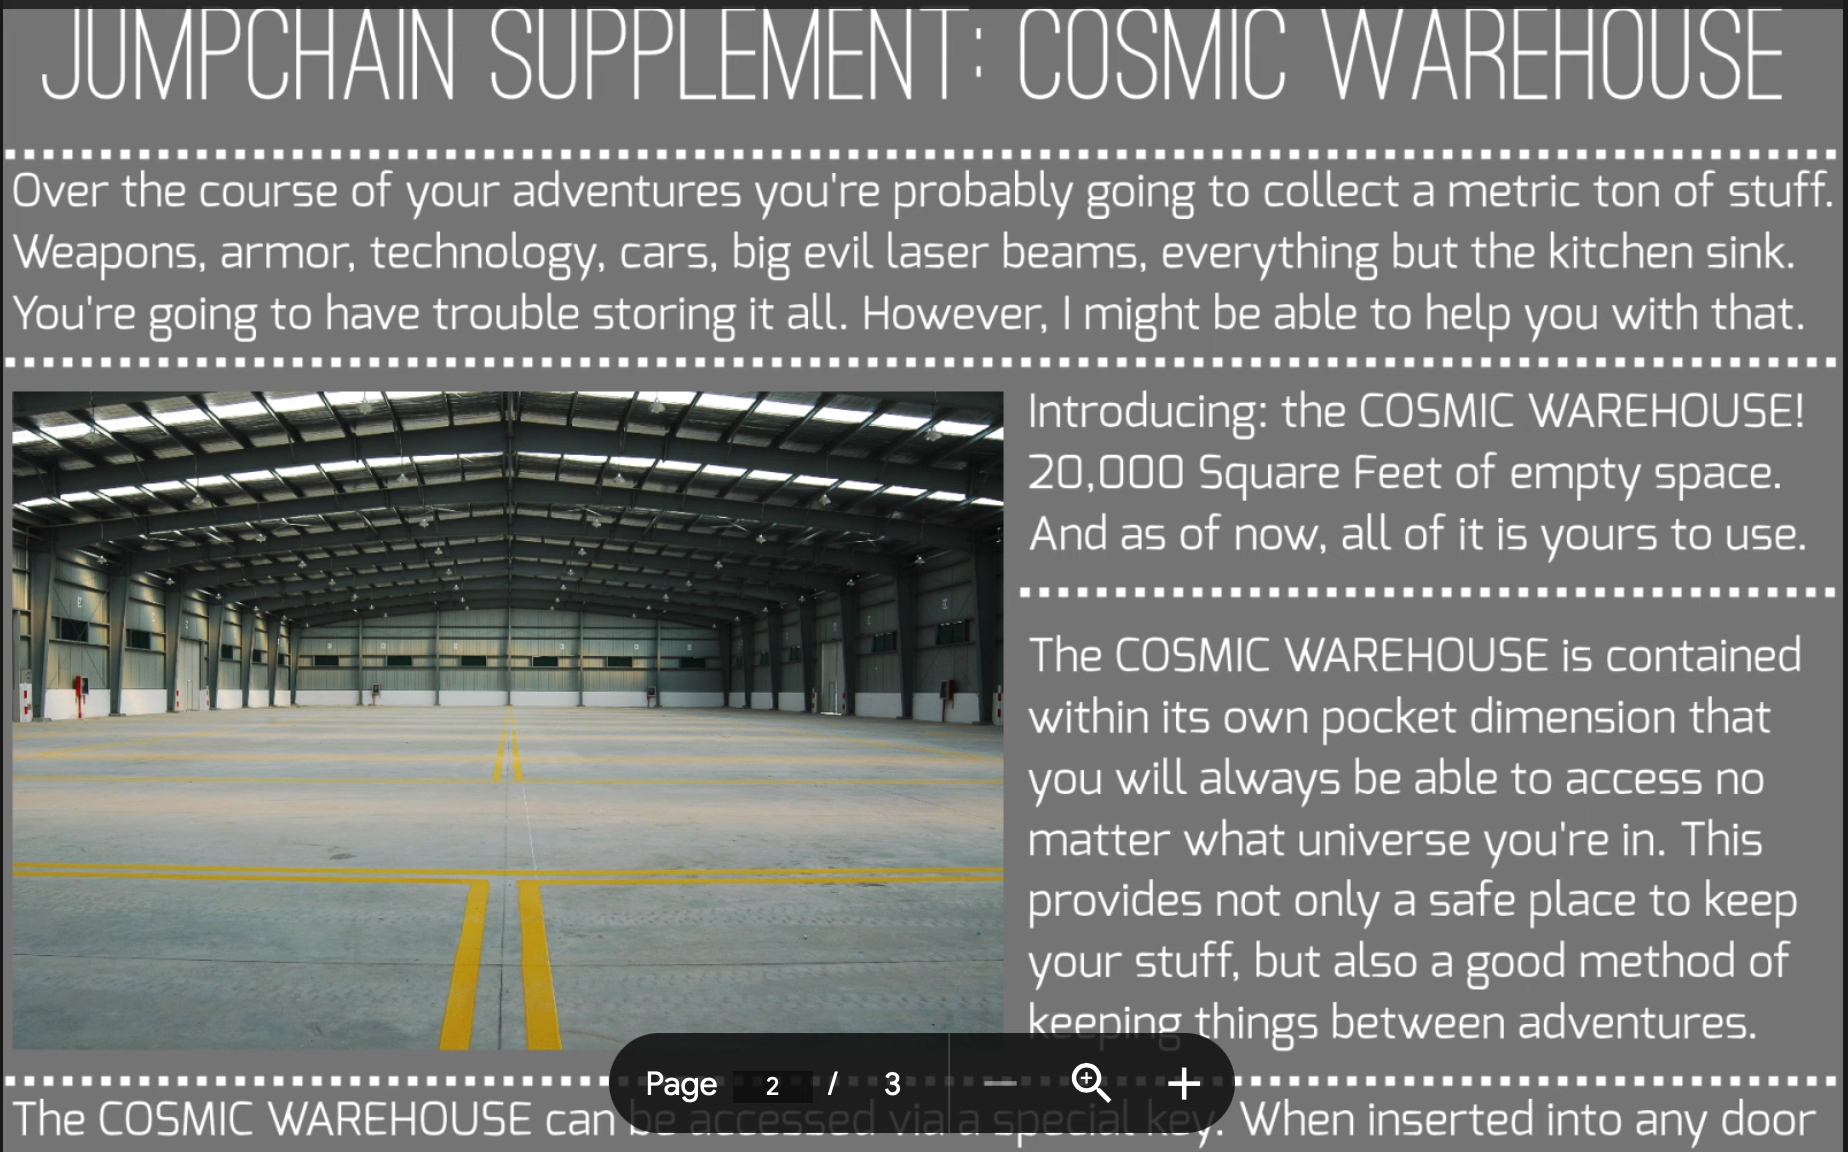 JUMPCHAIN SUPPLEMENT: COSMIC WAREHOUSE
Over the course of your adventures you're probably going to collect a metric ton of stuff.
Weapons, armor, technology, cars, big evil laser beams, everything but the kitchen sink.
You're going to have trouble storing it all. However, I might be able to help you with that.
Introducing: the COSMIC WAREHOUSE!
20,000 Square Feet of empty space.
And as of now, all of it is yours to use.
The COSMIC WAREHOUSE is contained
within its own pocket dimension that
you will always be able to access no
matter what universe you're in. This
provides not only a safe place to keep
your stuff, but also a good method of
keeping things between adventures.
Page 2 / 3
The COSMIC WAREHOUSE can be accessed via a special key. When inserted into any door